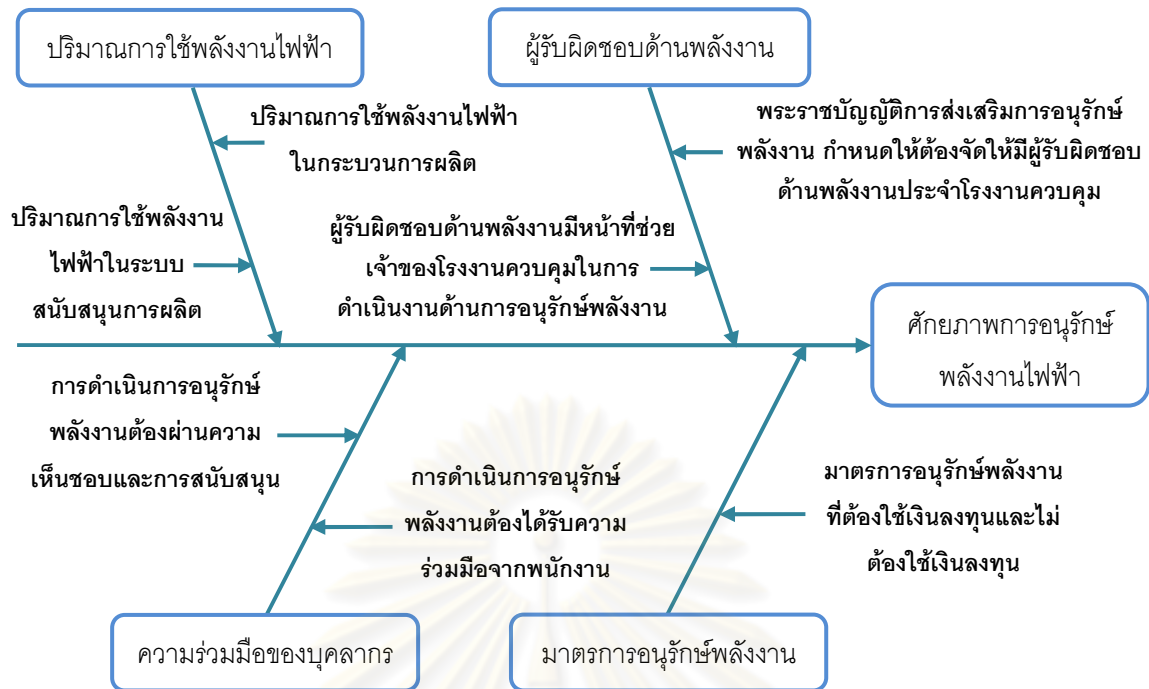 ปริมาณการใช้พลังงานไฟฟ้า
ผู้รับผิดชอบด้านพลังงาน
ปริมาณการใช้พลังงานไฟฟ้า
ในกระบวนการผลิต
พระราชบัญญัติการส่งเสริมการอนุรักษ์
พลังงาน กำหนดให้ต้องจัดให้มีผู้รับผิดชอบ
ด้านพลังงานประจำโรงงานควบคุม
ปริมาณการใช้พลังงาน
ไฟฟ้าในระบบ
สนับสนุนการผลิต
ผู้รับผิดชอบด้านพลังงานมีหน้าที่ช่วย
เจ้าของโรงงานควบคุมในการ
ดำเนินงานด้านการอนุรักษ์พลังงาน
ศักยภาพการอนุรักษ์
พลังงานไฟฟ้า
การดำเนินการอนุรักษ์
พลังงานต้องผ่านความ
เห็นชอบและการสนับสนุน
การดำเนินการอนุรักษ์
พลังงานต้องได้รับความ
ร่วมมือจากพนักงาน
มาตรการอนุรักษ์พลังงาน
ที่ต้องใช้เงินลงทุนและไม่
ต้องใช้เงินลงทุน
ความร่วมมือของบุคลากร
มาตรการอนุรักษ์พลังงาน